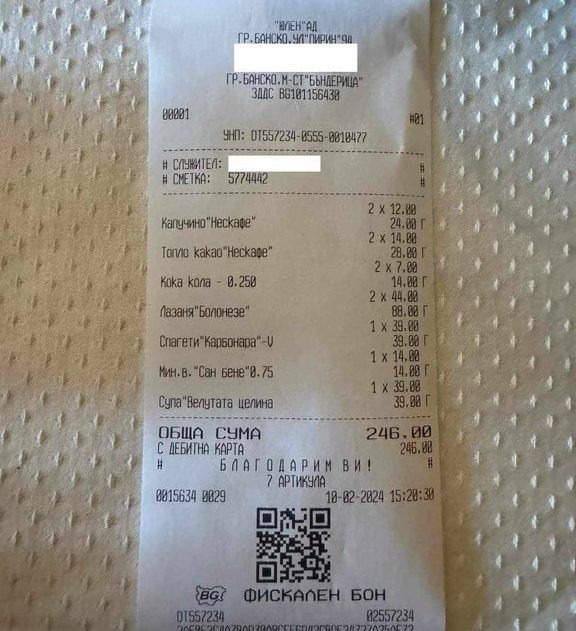 "ЮЛЕН"АД
ГР.БАНСКО,УЛ"ПИРИН"94
ГР.БАНСКО,М-СТ"БЪНДЕРИЦА"
ЗДДС BG101156430
00001 #01
УНП: DT557234-0555-0010477
# СЛУЖИТЕЛ: #
# СМЕТКА: 5774442 #
2 x 12.00
Капучино"Нескафе" 24.00 Г
2 x 14.00
Топло какао"Нескафе" 28.00 Г
2 x 7.00
Кока кола - 0.250 14.00 Г
2 x 44.00
Лазаня"Болонезе" 88.00 Г
1 x 39.00
Спагети"Карбонара"-V 39.00 Г
1 x 14.00
Мин.в."Сан бене"0.75 14.00 Г
1 x 39.00
Супа"Велутата целина 39.00 Г
ОБЩА СУМА 246.00
С ДЕБИТНА КАРТА 246.00
# БЛАГОДАРИМ ВИ! #
7 АРТИКУЛА
0015634 0029 10-02-2024 15:20:30
BG ФИСКАЛЕН БОН
DT557234 02557234